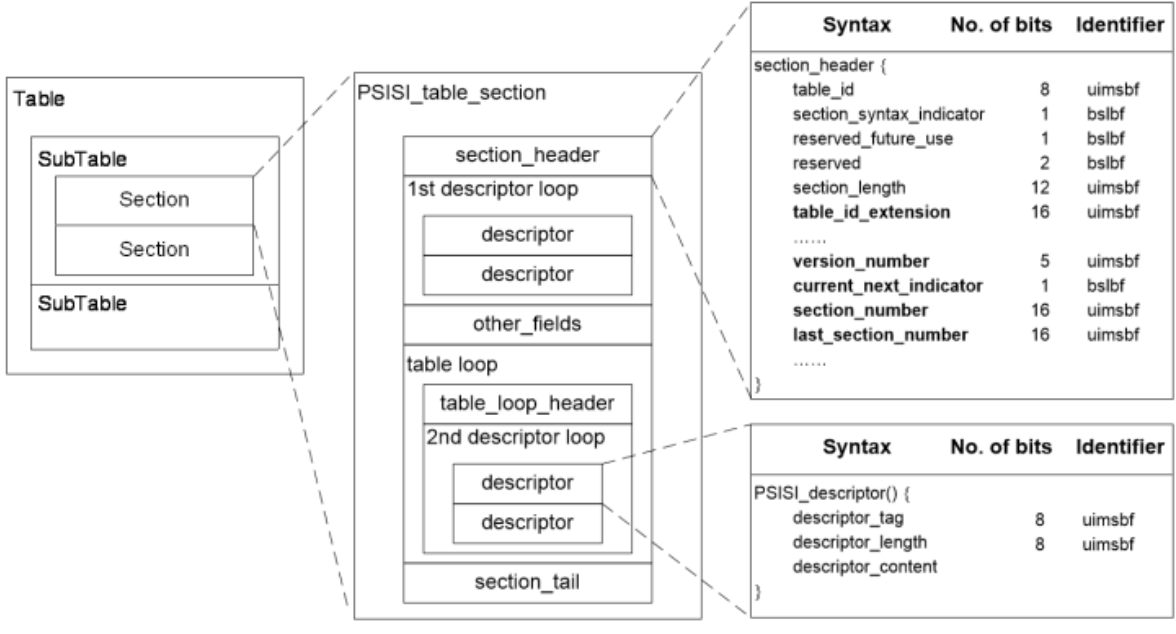 Table
SubTable
Section
Section
SubTable
PSISI_table_section
section_header
1st descriptor loop
descriptor
descriptor
other_fields
table loop
table_loop_header
2nd descriptor loop
descriptor
descriptor
section_tail
Syntax No. of bits Identifier
section_header {
table_id 8 uimsbf
section_syntax_indicator 1 bslbf
reserved_future_use 1 bslbf
reserved 2 bslbf
section_length 12 uimsbf
table_id_extension 16 uimsbf
......
version_number 5 uimsbf
current_next_indicator 1 bslbf
section_number 16 uimsbf
last_section_number 16 uimsbf
......
}
Syntax No. of bits Identifier
PSISI_descriptor() {
descriptor_tag 8 uimsbf
descriptor_length 8 uimsbf
descriptor_content
}